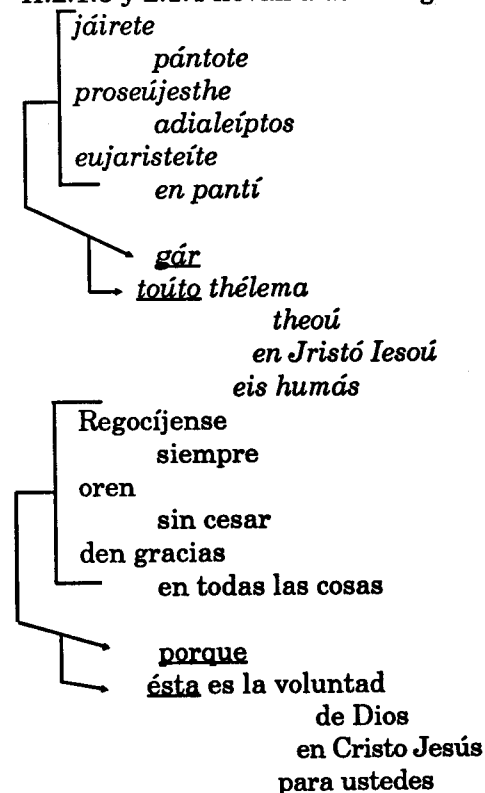 jáirete
pántote
proseújesthe
adialeíptos
eujaristeíte
en pantí
gár
toúto thélema
theoú
en Jristó Iesoú
eis humás
Regocíjense
siempre
oren
sin cesar
den gracias
en todas las cosas
porque
ésta es la voluntad
de Dios
en Cristo Jesús
para ustedes